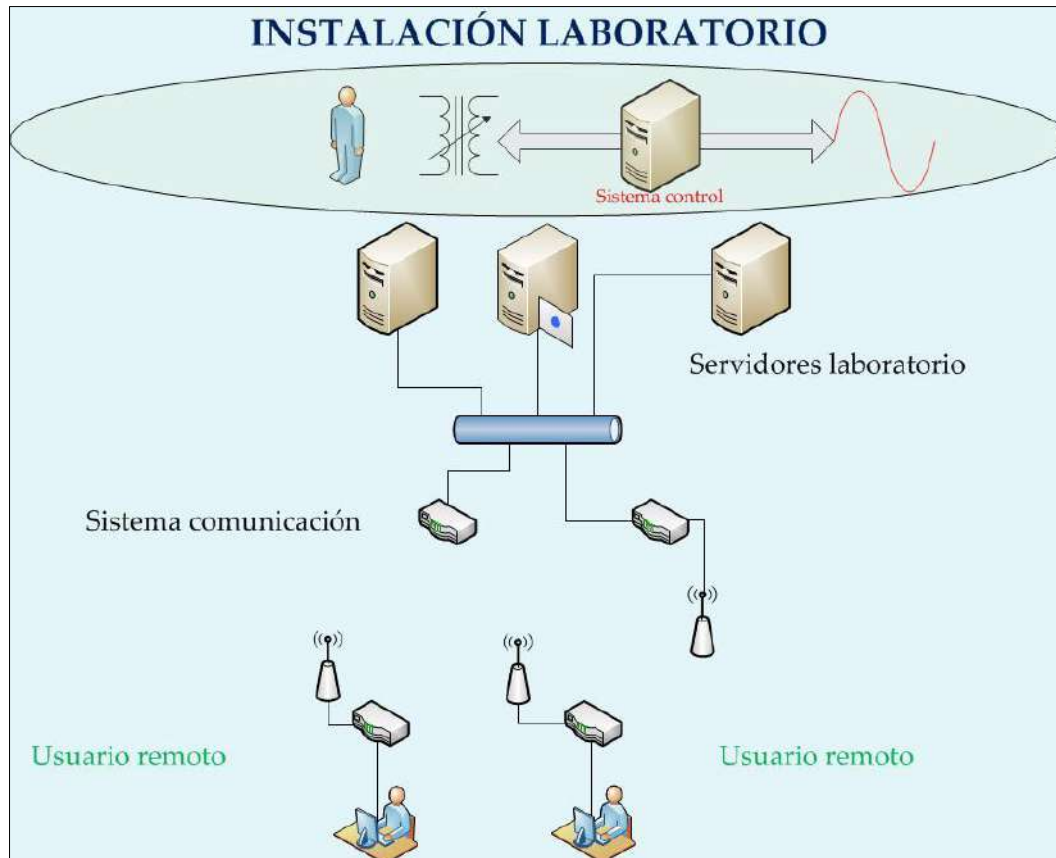 INSTALACIÓN LABORATORIO
Sistema control
Servidores laboratorio
Sistema comunicación
Usuario remoto
Usuario remoto